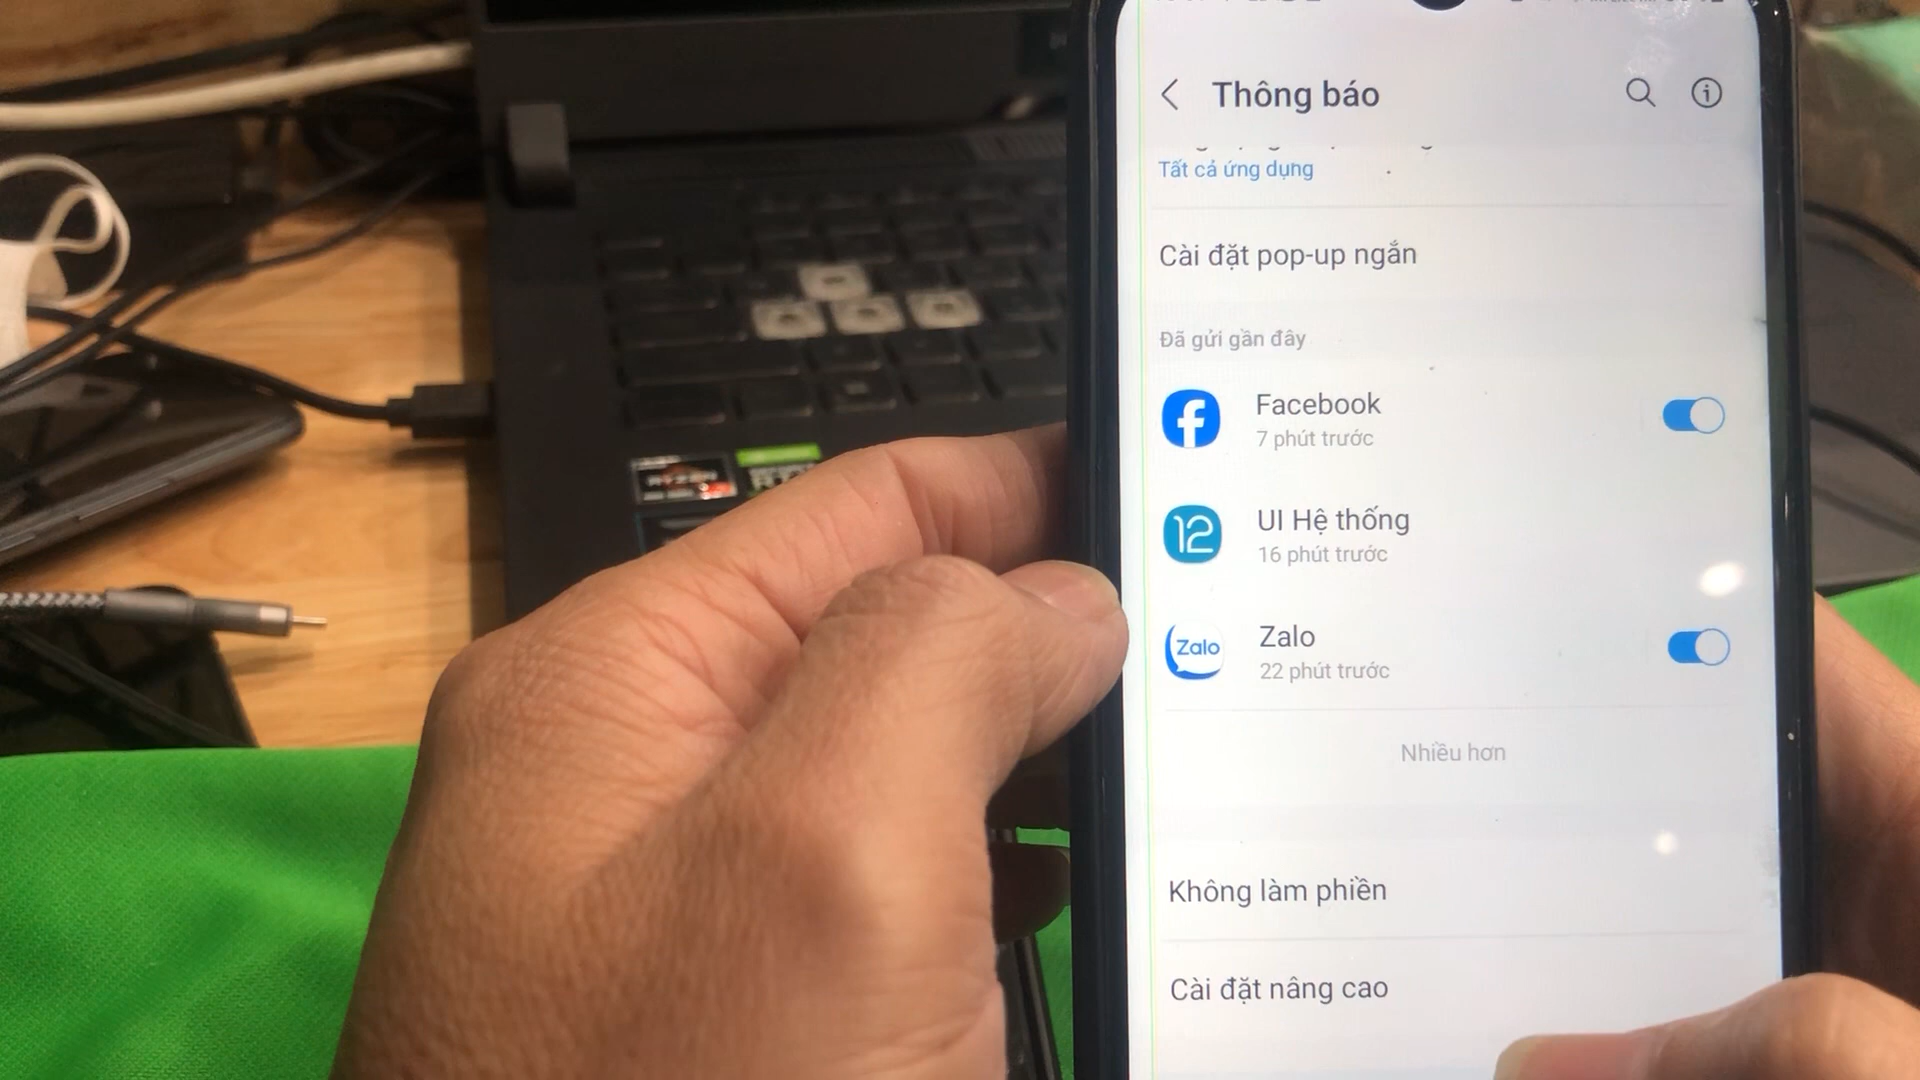 Thông báo
Tất cả ứng dụng
Cài đặt pop-up ngắn
Đã gửi gần đây
Facebook
7 phút trước
12
UI Hệ thống
16 phút trước
Zalo
Zalo
22 phút trước
Nhiều hơn
Không làm phiền
Cài đặt nâng cao
RYZEN